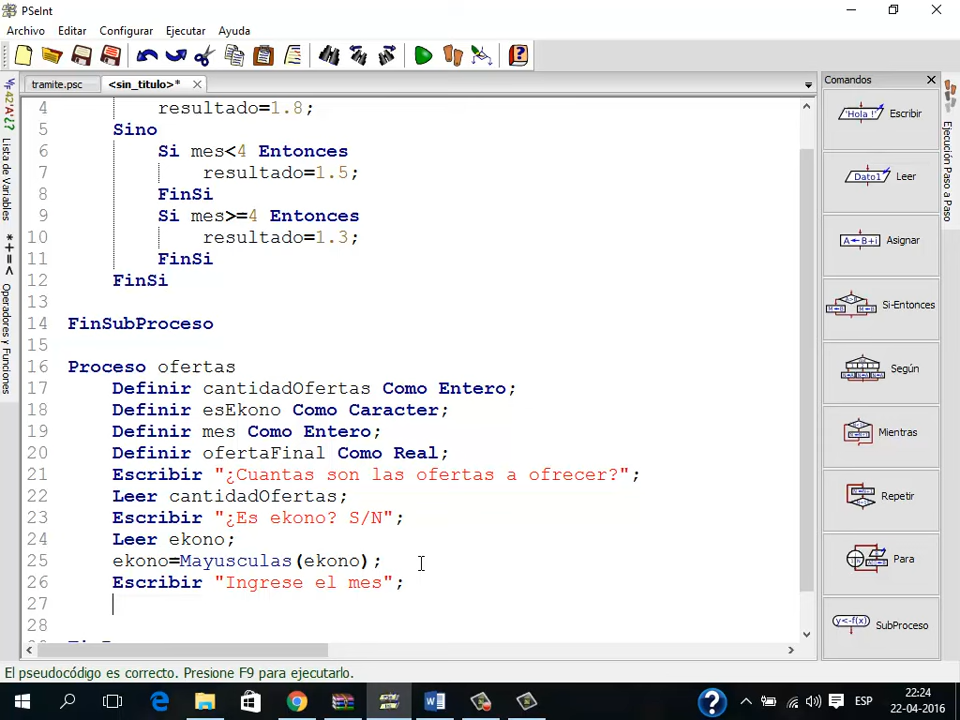 PSeInt
Archivo Editar Configurar Ejecutar Ayuda
tramite.psc <sin_titulo>*
Comandos
4 resultado=1.8;
5 Sino
6 Si mes<4 Entonces
7 resultado=1.5;
8 FinSi
9 Si mes>=4 Entonces
10 resultado=1.3;
11 FinSi
12 FinSi
13
14 FinSubProceso
15
16 Proceso ofertas
17 Definir cantidadOfertas Como Entero;
18 Definir esEkono Como Caracter;
19 Definir mes Como Entero;
20 Definir ofertaFinal Como Real;
21 Escribir "¿Cuantas son las ofertas a ofrecer?";
22 Leer cantidadOfertas;
23 Escribir "¿Es ekono? S/N";
24 Leer ekono;
25 ekono=Mayusculas(ekono);
26 Escribir "Ingrese el mes";
27
28
Lista de Variables
Operadores y Funciones
'Hola !' Escribir
Dato1 Leer
A←B+i Asignar
Si-Entonces
Según
Mientras
Repetir
Para
y<-f(x) SubProceso
Ejecución Paso a Paso
El pseudocódigo es correcto. Presione F9 para ejecutarlo.
ESP
22:24
22-04-2016